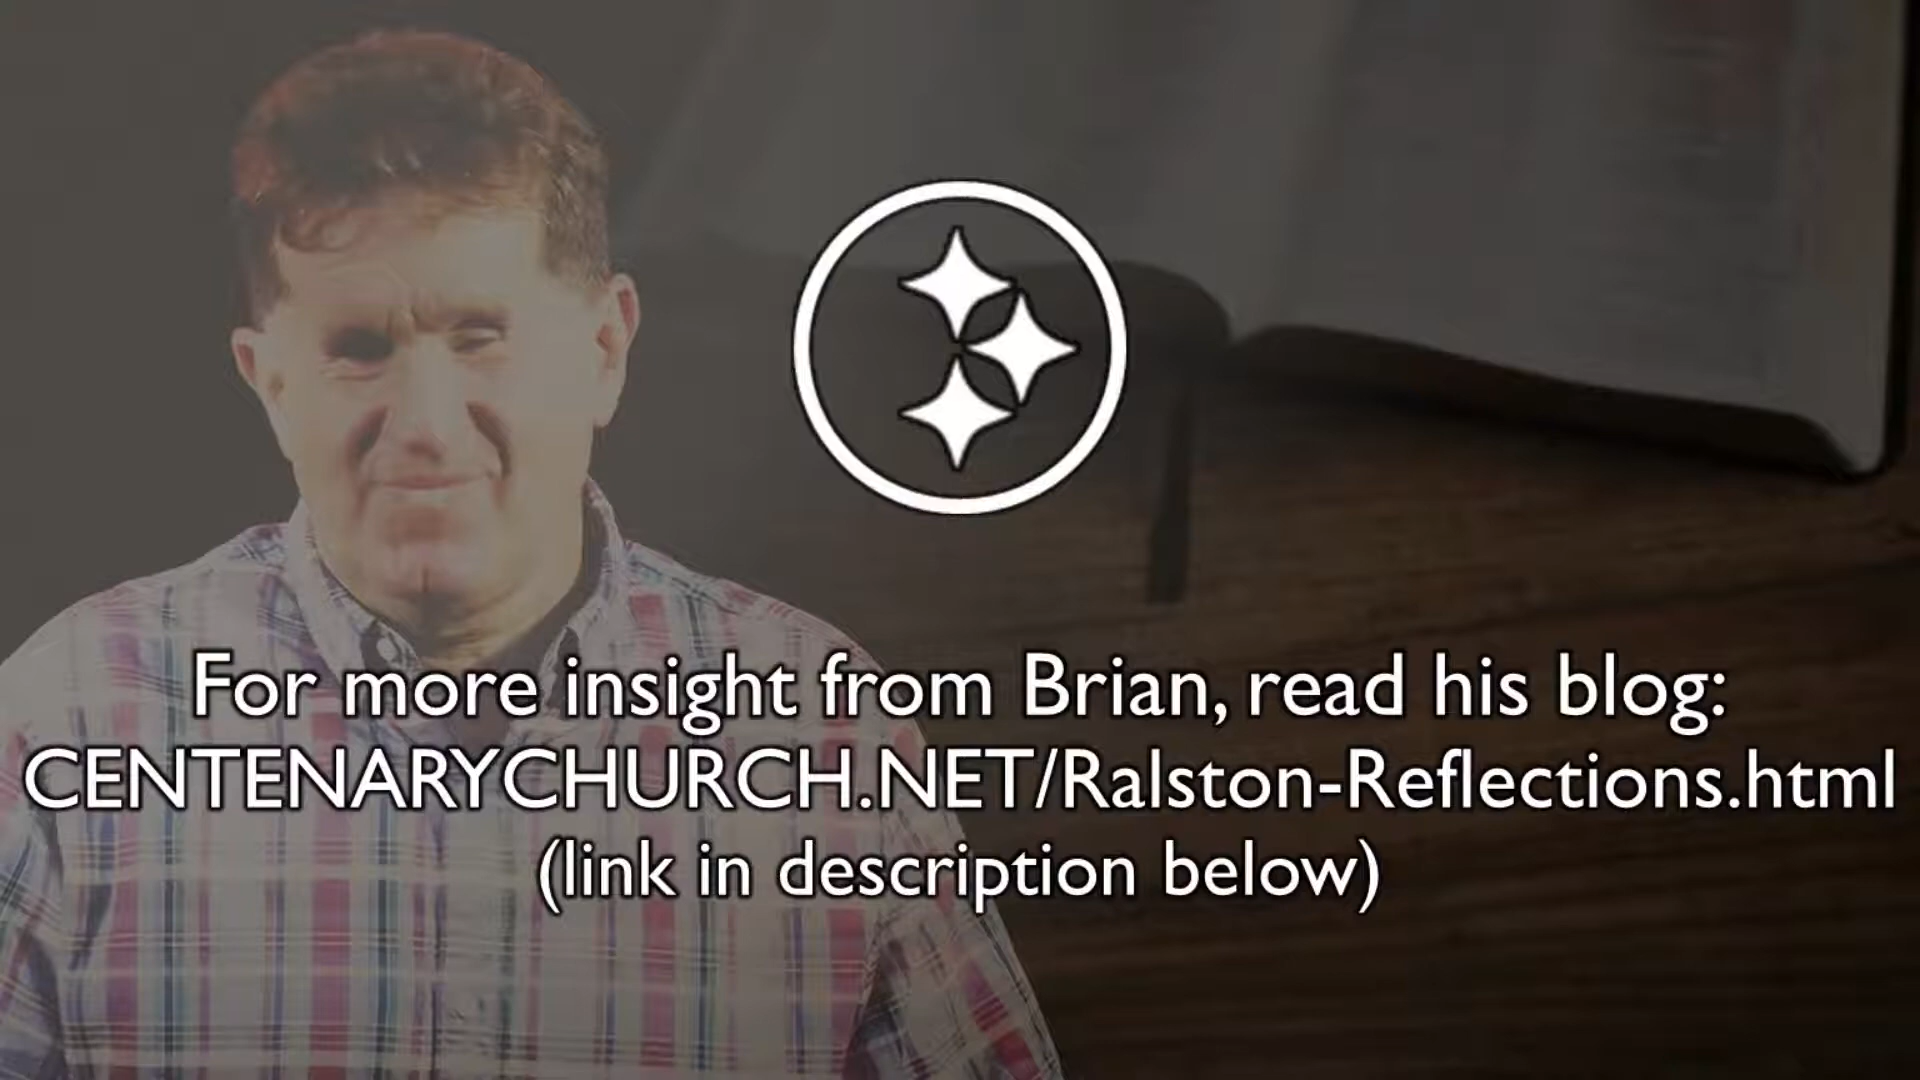 For more insight from Brian, read his blog:
CENTENARYCHURCH.NET/Ralston-Reflections.html
(link in description below)